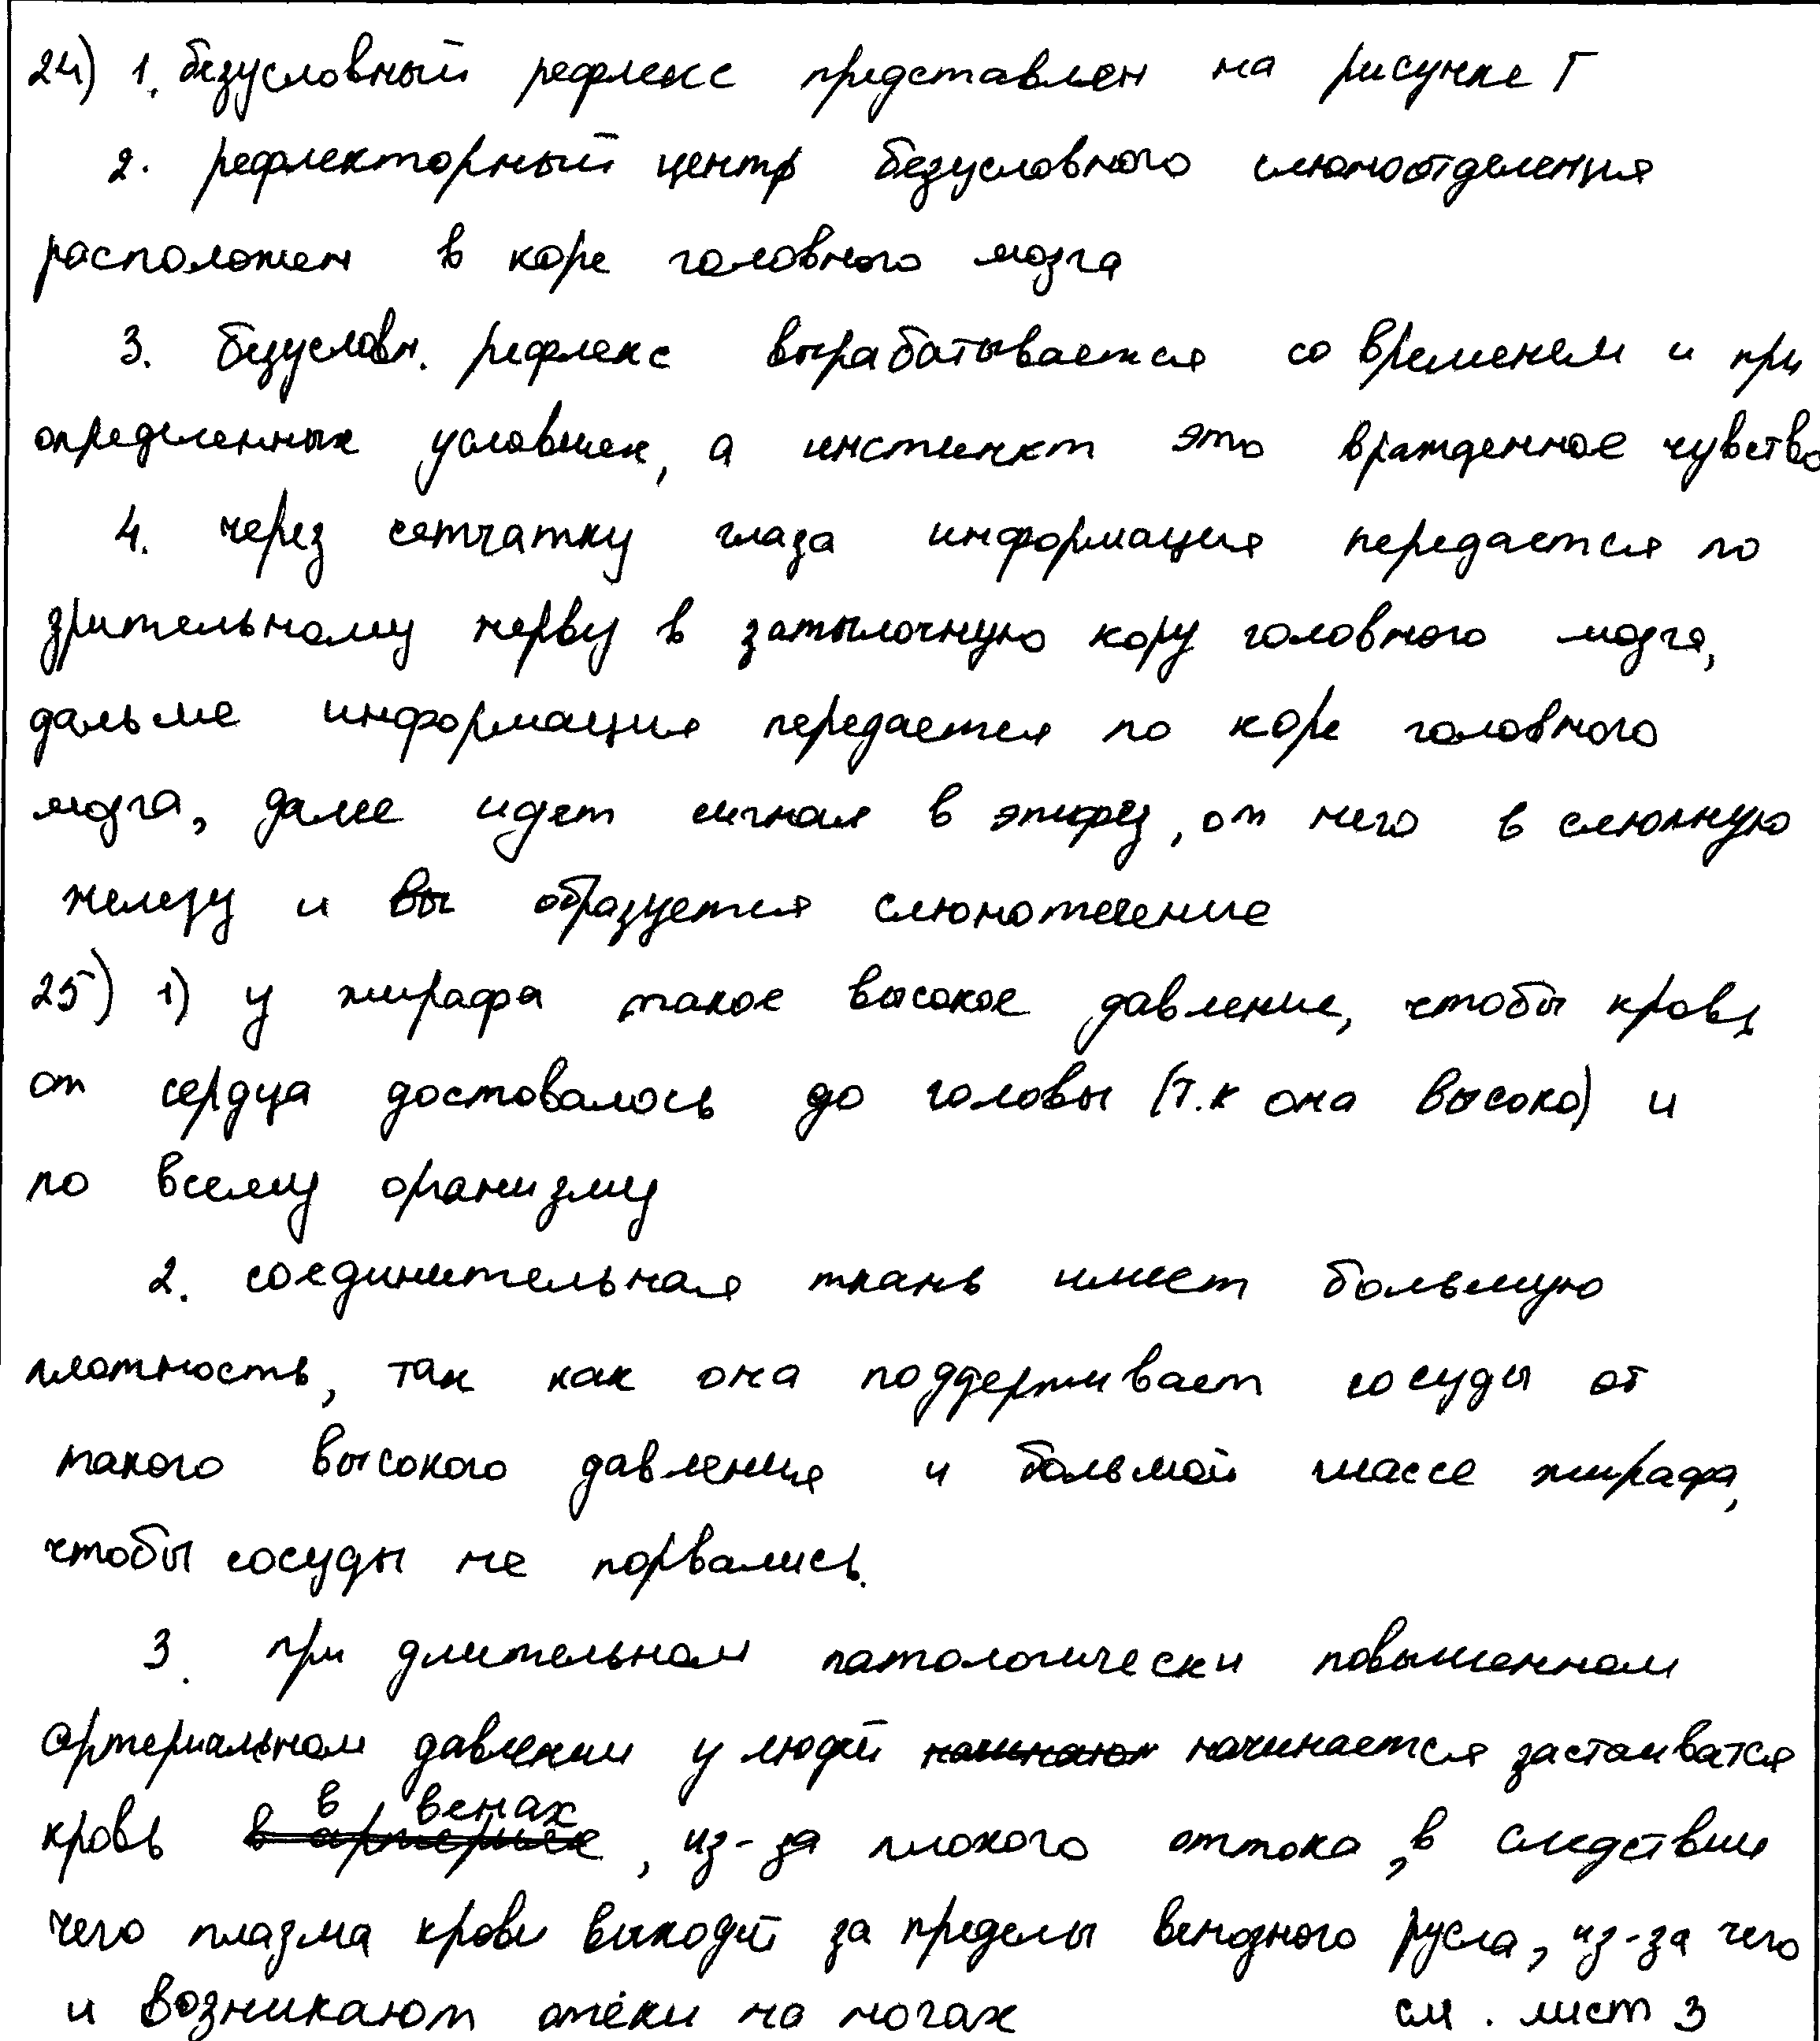 24) 1. безусловный рефлекс представлен на рисунке Г
2. рефлекторный центр безусловного слюноотделения
расположен в коре головного мозга
3. безусловн. рефлекс вырабатывается со временем и при
определенных условиях, а инстинкт это врожденное чувство
4. через сетчатку глаза информация передается по
зрительному нерву в затылочную кору головного мозга,
дальше информация передается по коре головного
мозга, далее идет сигнал в эпифез, от него в слюнную
железу и вы образуется слюнотечение
25) 1) у жирафа такое высокое давление, чтобы кровь
от сердца доставалось до головы (т.к она высоко) и
по всему организму
2. соединительная ткань имеет большую
плотность, так как она поддерживает сосуды от
такого высокого давления и большой массе жирафа,
чтобы сосуды не порвались.
3. при длительном патологически повышенном
артериальном давлении у людей начинают начинается застаиватся
в венах
кровь в артериях, из-за плохого оттока, в следствии
чего плазма крови выходит за пределы венозного русла, из-за чего
и возникают отёки на ногах см. лист 3